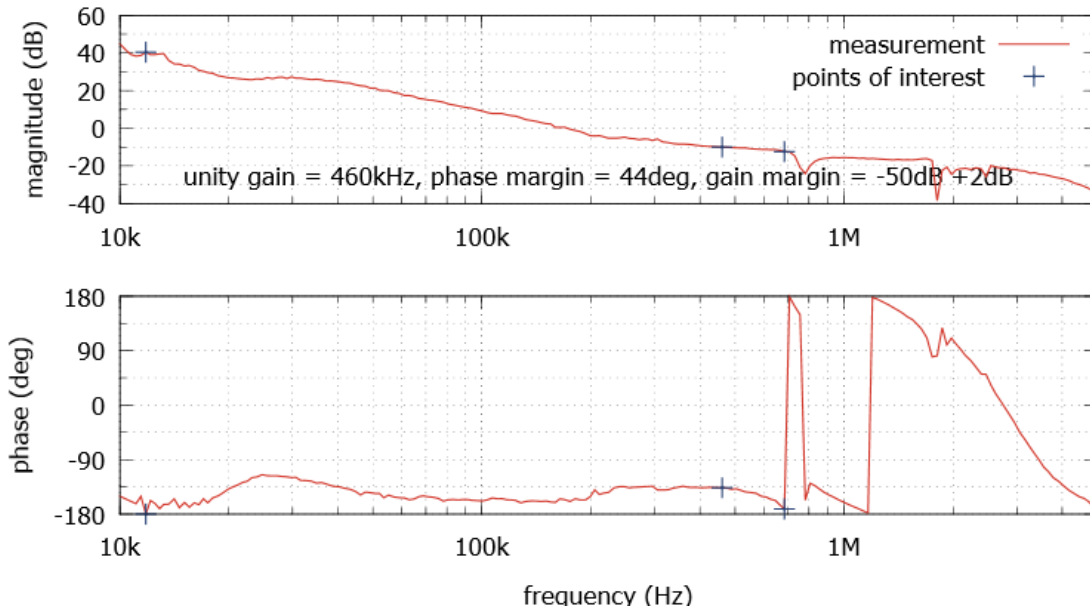 60
40
20
0
-20
-40
magnitude (dB)
measurement
points of interest
unity gain = 460kHz, phase margin = 44deg, gain margin = -50dB +2dB
10k 100k 1M
180
90
0
-90
-180
phase (deg)
10k 100k 1M
frequency (Hz)